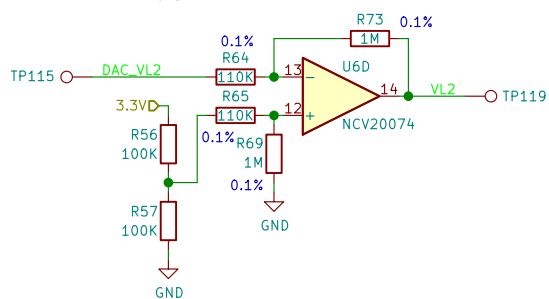 R73 0.1%
1M
0.1%
R64
U6D
TP115
DAC_VL2
110K
13
−
14
VL2
TP119
R65
3.3V
110K
12
+
NCV20074
R56
100K
0.1%
R69
1M
0.1%
R57
100K
GND
GND